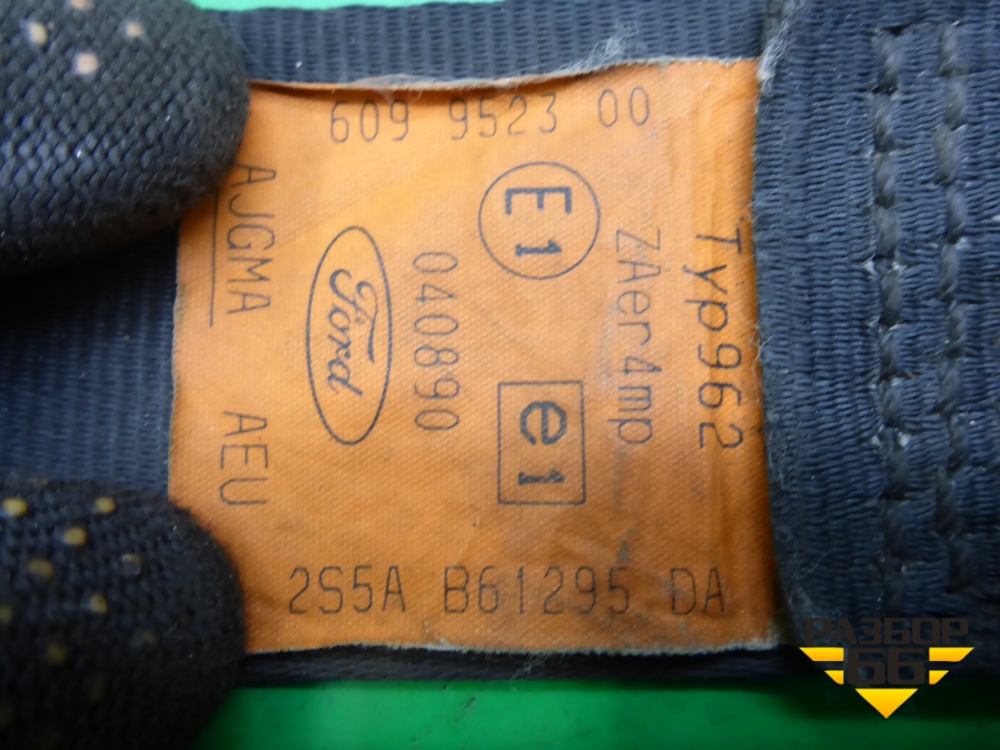 609 9523 00
AJGMA AEU
Ford
040890
E1
e1
ZAer4mp
Typ962
2S5A B61295 DA
РАЗБОР
66